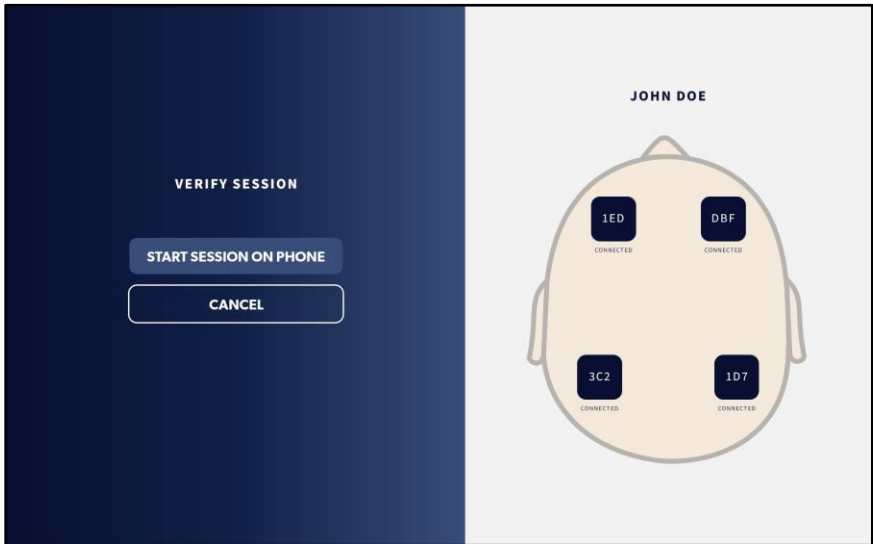 VERIFY SESSION
START SESSION ON PHONE
CANCEL
JOHN DOE
1ED
DBF
CONNECTED
CONNECTED
3C2
1D7
CONNECTED
CONNECTED